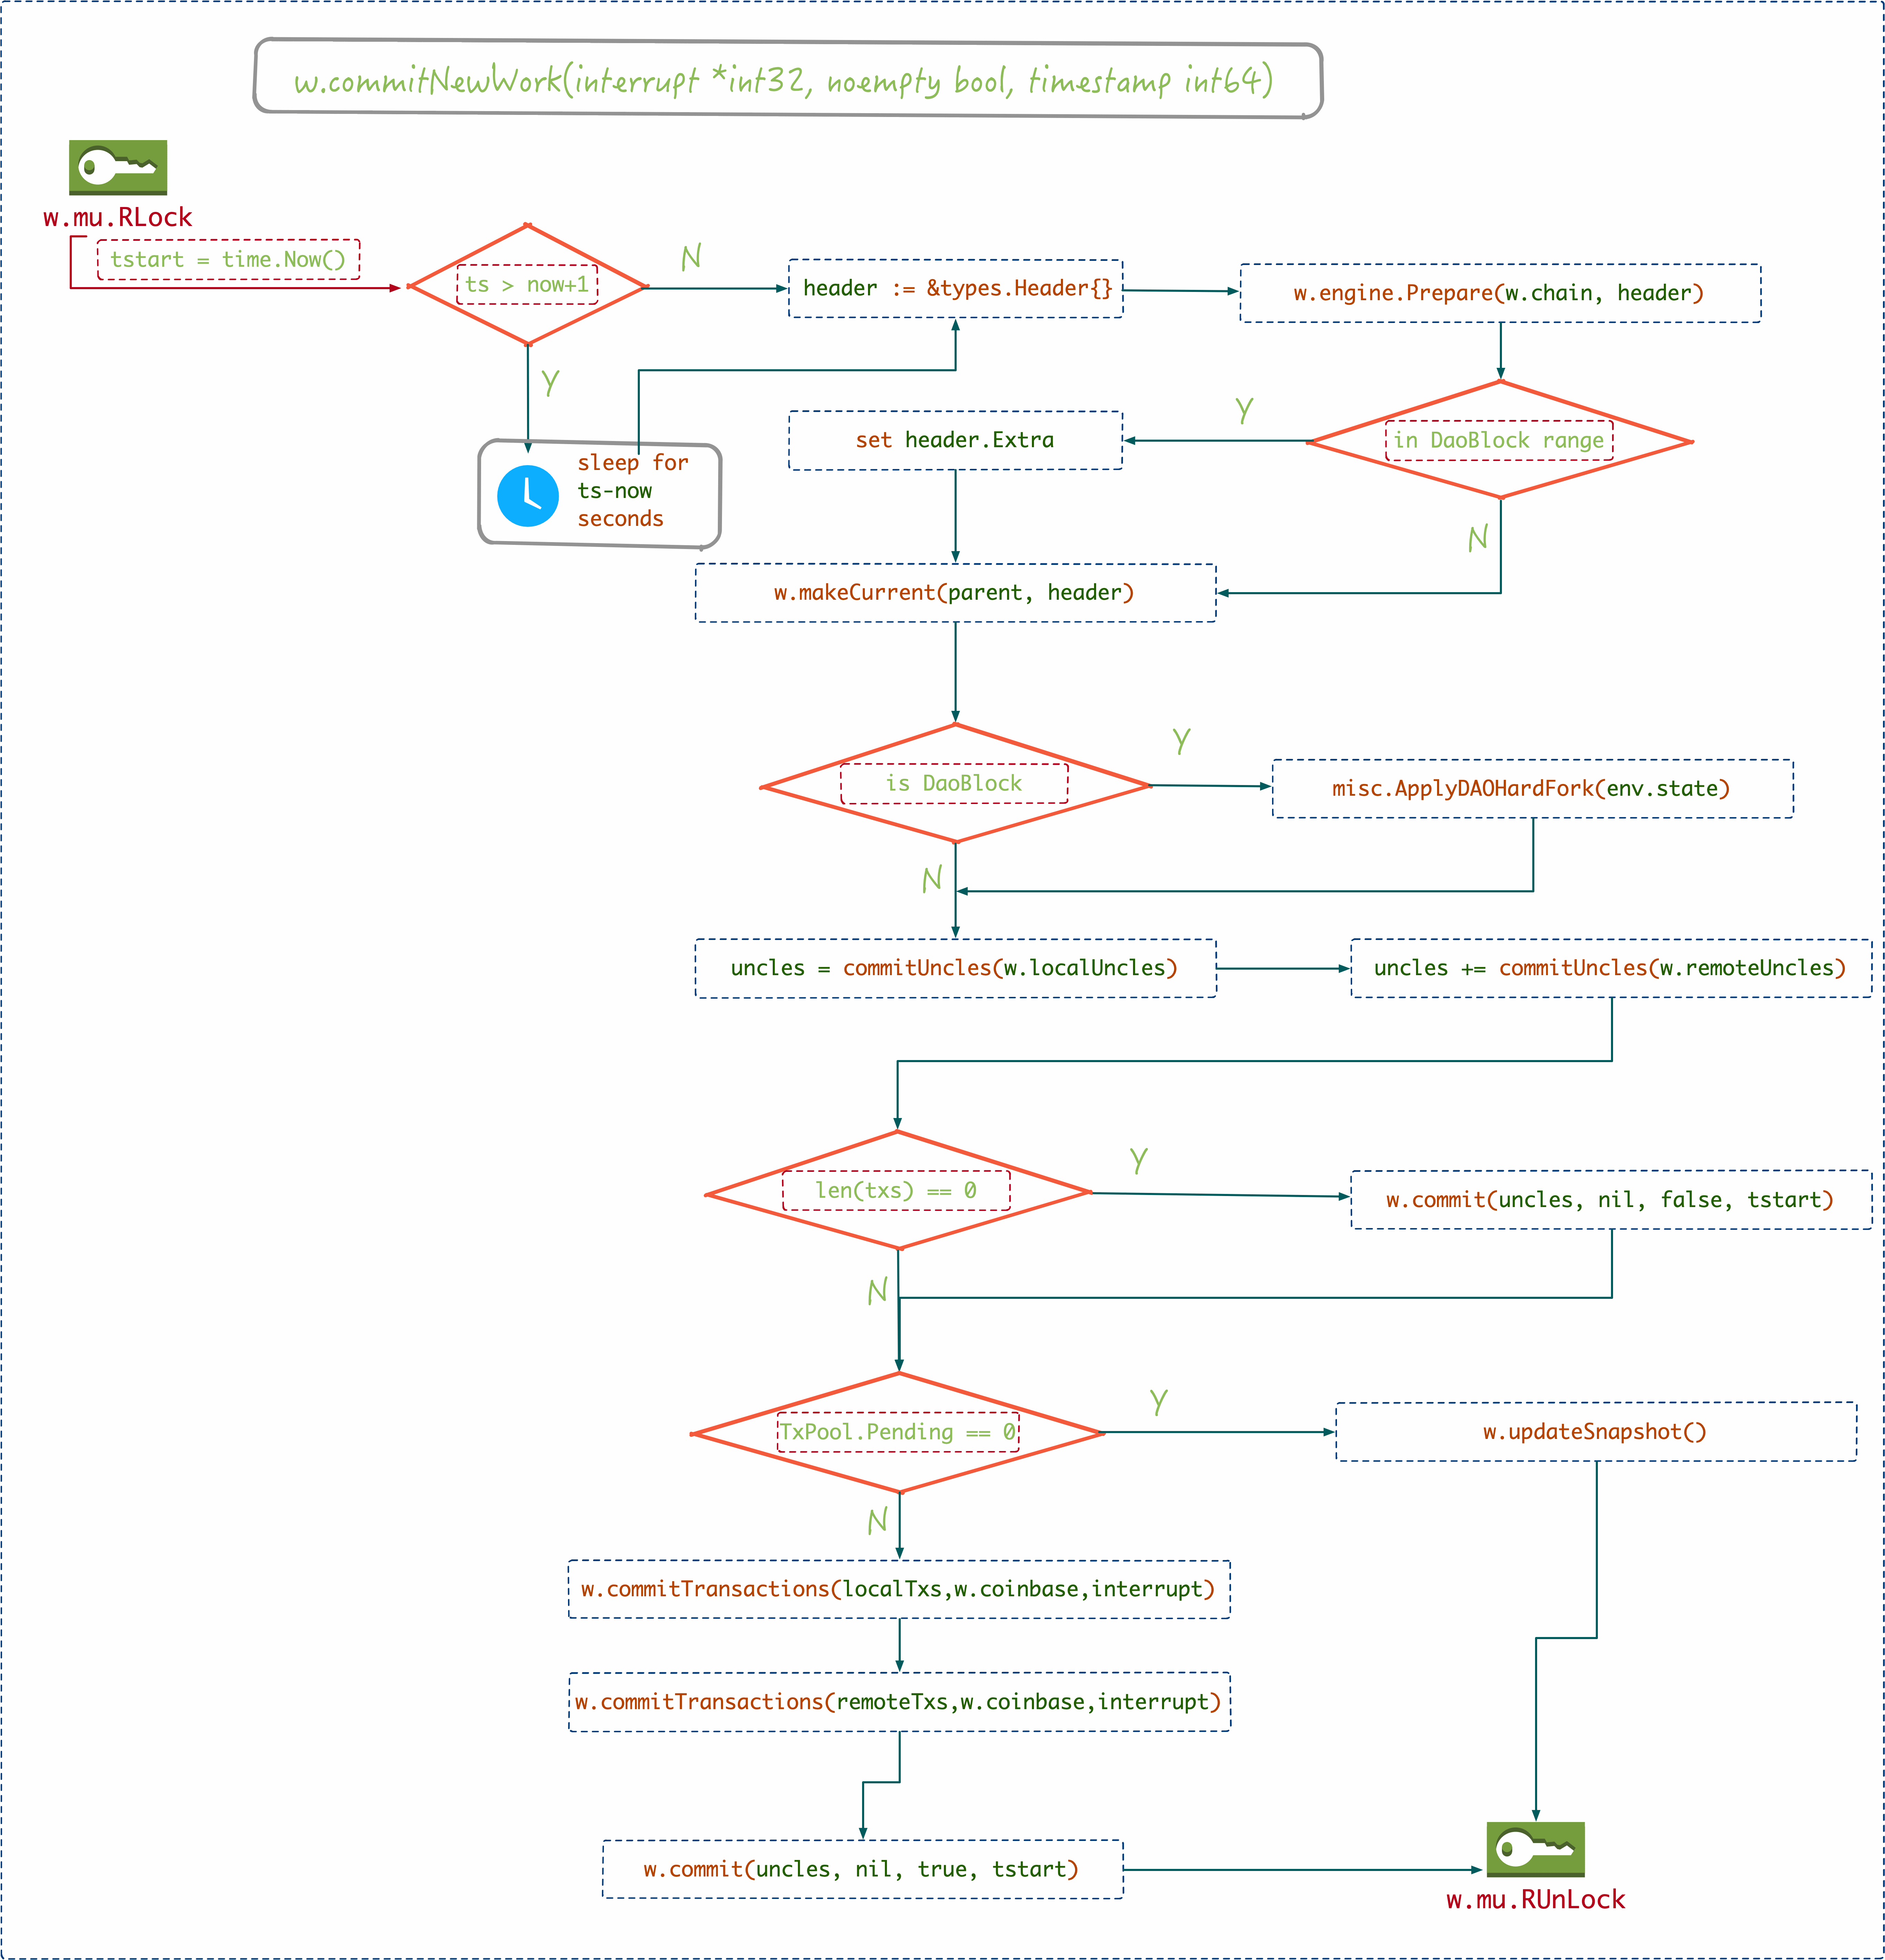 w.commitNewWork(interrupt *int32, noempty bool, timestamp int64)
w.mu.RLock
tstart = time.Now()
ts > now+1
N
header := &types.Header{}
w.engine.Prepare(w.chain, header)
Y
sleep for
ts-now
seconds
set header.Extra
Y
in DaoBlock range
N
w.makeCurrent(parent, header)
is DaoBlock
Y
misc.ApplyDAOHardFork(env.state)
N
uncles = commitUncles(w.localUncles)
uncles += commitUncles(w.remoteUncles)
len(txs) == 0
Y
w.commit(uncles, nil, false, tstart)
N
TxPool.Pending == 0
Y
w.updateSnapshot()
N
w.commitTransactions(localTxs,w.coinbase,interrupt)
w.commitTransactions(remoteTxs,w.coinbase,interrupt)
w.commit(uncles, nil, true, tstart)
w.mu.RUnLock